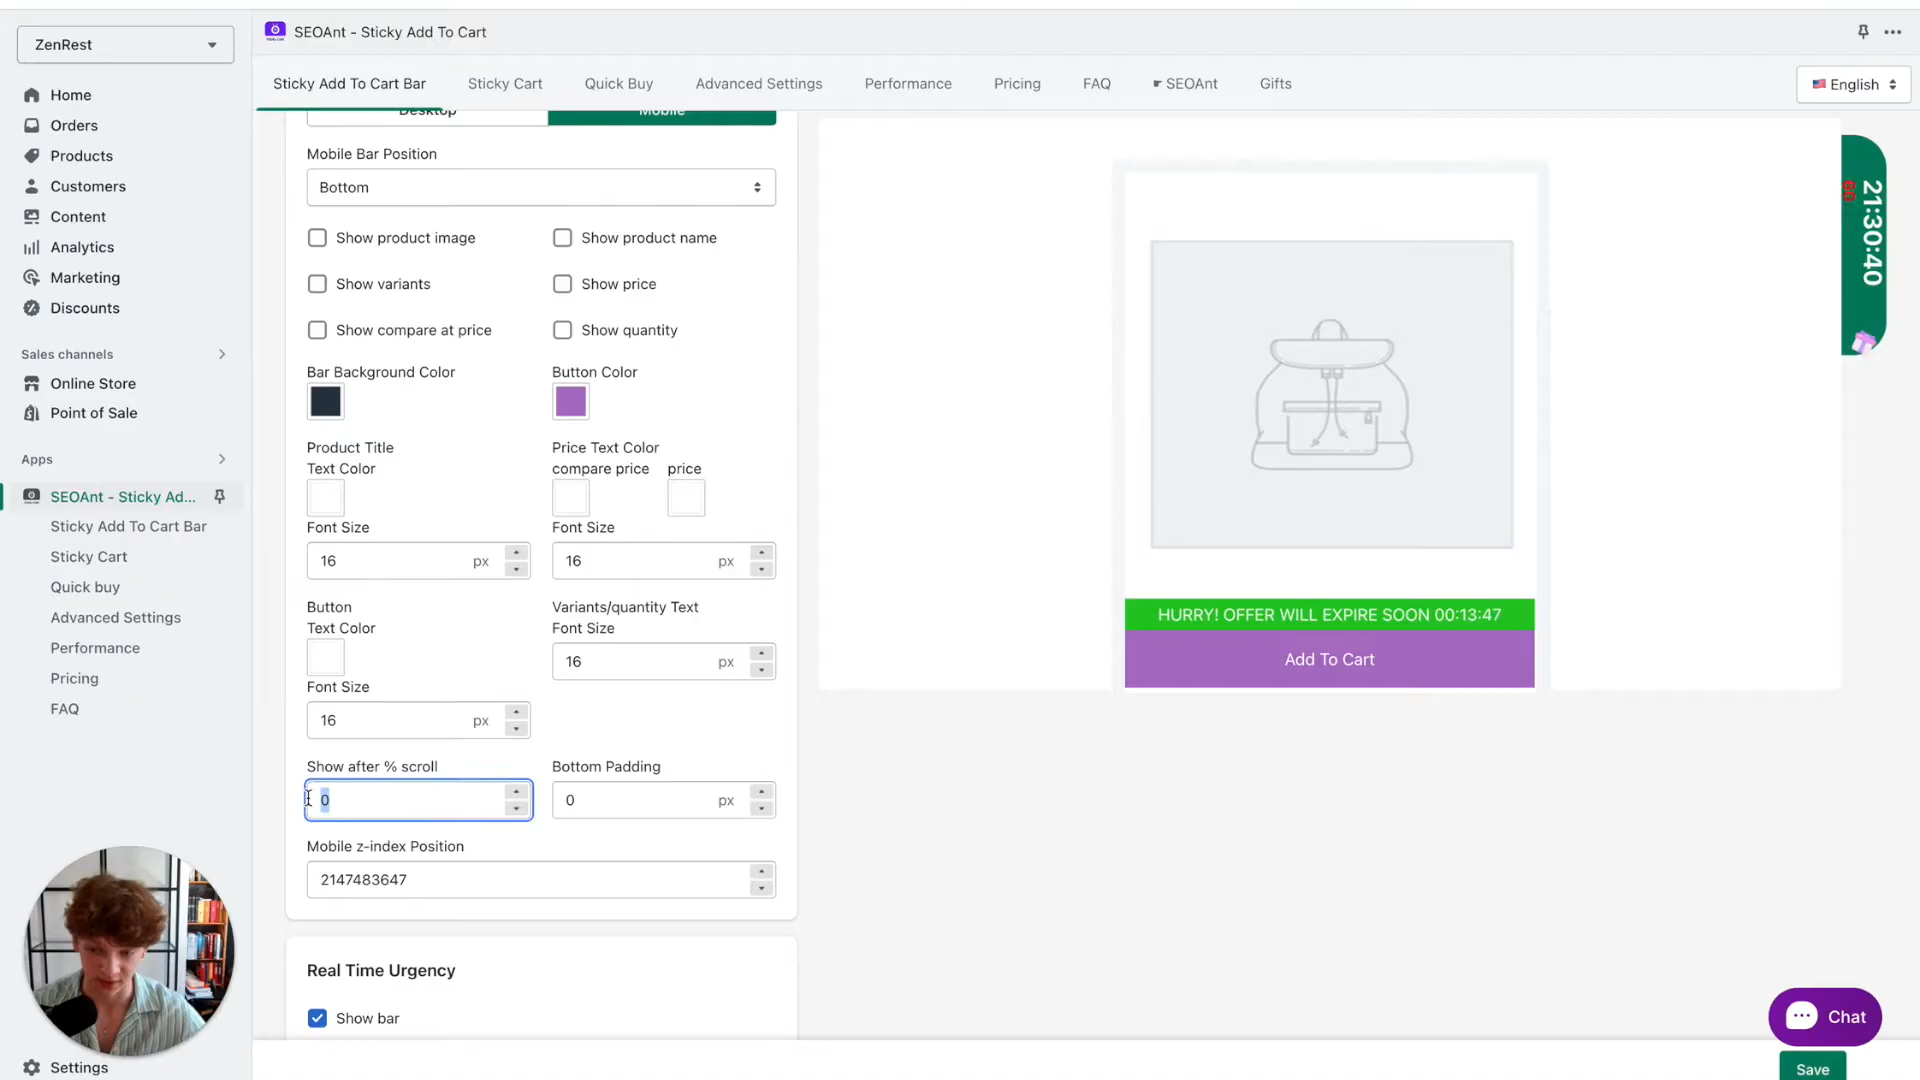 ZenRest
SEOAnt - Sticky Add To Cart
Sticky Add To Cart Bar
Sticky Cart
Quick Buy
Advanced Settings
Performance
Pricing
FAQ
☛ SEOAnt
Gifts
English
Home
Orders
Products
Customers
Content
Analytics
Marketing
Discounts
Sales channels
Online Store
Point of Sale
Apps
SEOAnt - Sticky Ad...
Sticky Add To Cart Bar
Sticky Cart
Quick buy
Advanced Settings
Performance
Pricing
FAQ
Settings
Desktop
Mobile
Mobile Bar Position
Bottom
Show product image
Show product name
Show variants
Show price
Show compare at price
Show quantity
Bar Background Color
Button Color
Product Title
Text Color
Price Text Color
compare price price
Font Size
16 px
Font Size
16 px
Button
Text Color
Variants/quantity Text
Font Size
16 px
Font Size
16 px
Show after % scroll
0
Bottom Padding
0 px
Mobile z-index Position
2147483647
Real Time Urgency
Show bar
HURRY! OFFER WILL EXPIRE SOON 00:13:47
Add To Cart
21:30:40
Chat
Save